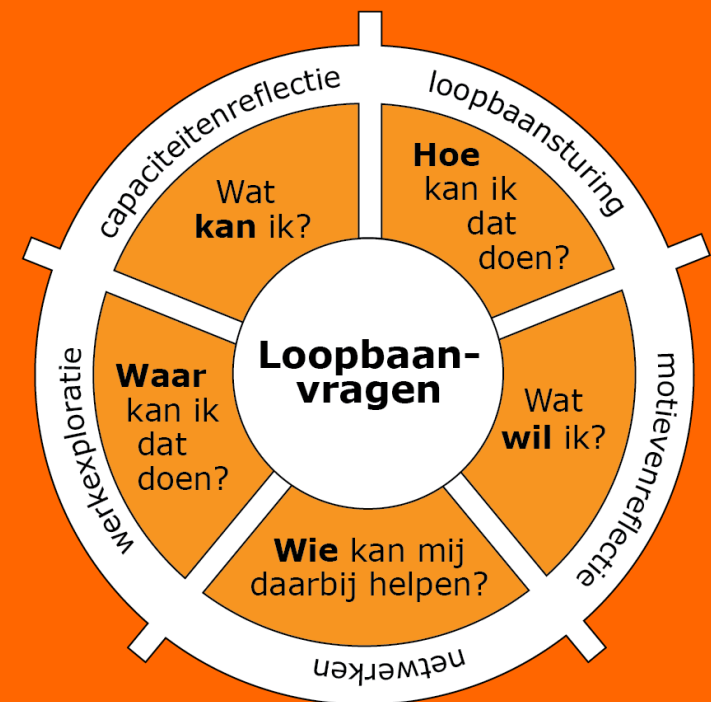 capaciteitenreflectie
loopbaansturing
Wat
kan ik?
Hoe
kan ik
dat
doen?
Loopbaan-
vragen
Waar
kan ik
dat
doen?
Wat
wil ik?
Wie kan mij
daarbij helpen?
werkexploratie
motievenreflectie
netwerken